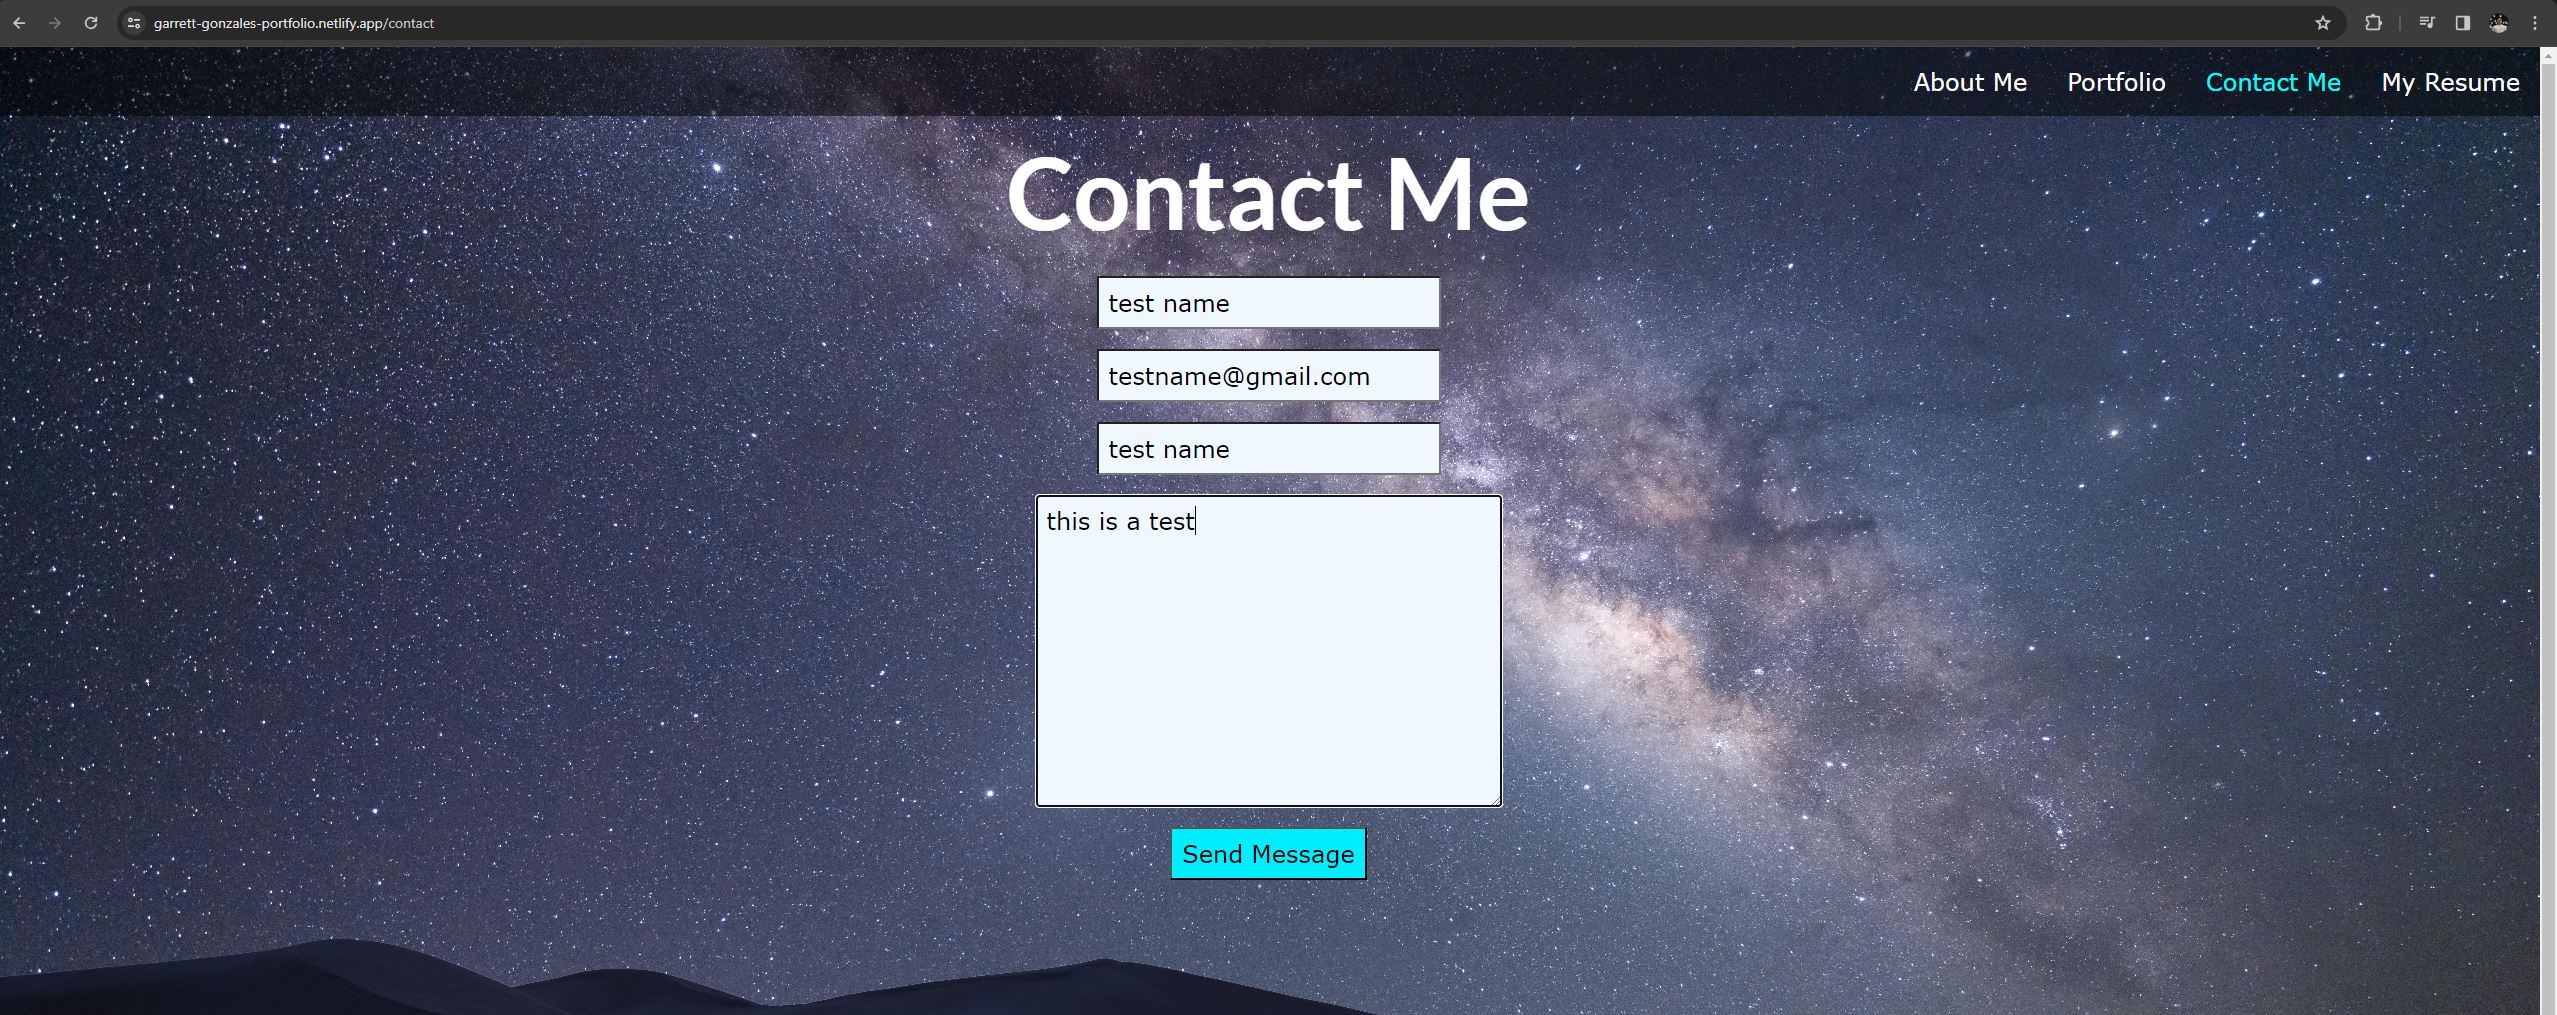 garrett-gonzales-portfolio.netlify.app/contact
About Me Portfolio Contact Me My Resume
Contact Me
test name
testname@gmail.com
test name
this is a test
Send Message